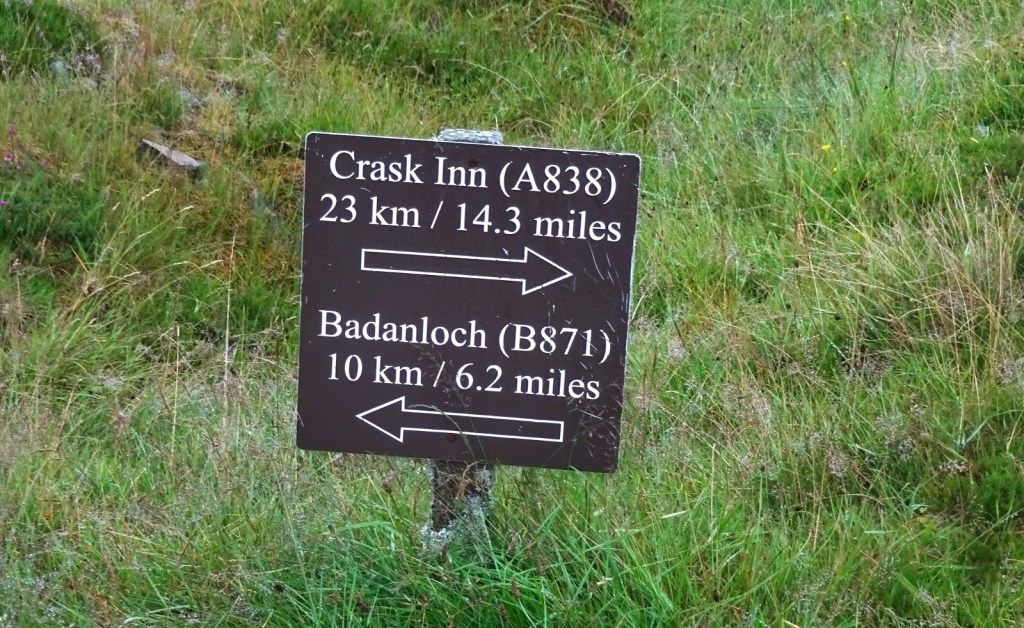 Crask Inn (A838)
23 km / 14.3 miles
Badanloch (B871)
10 km / 6.2 miles